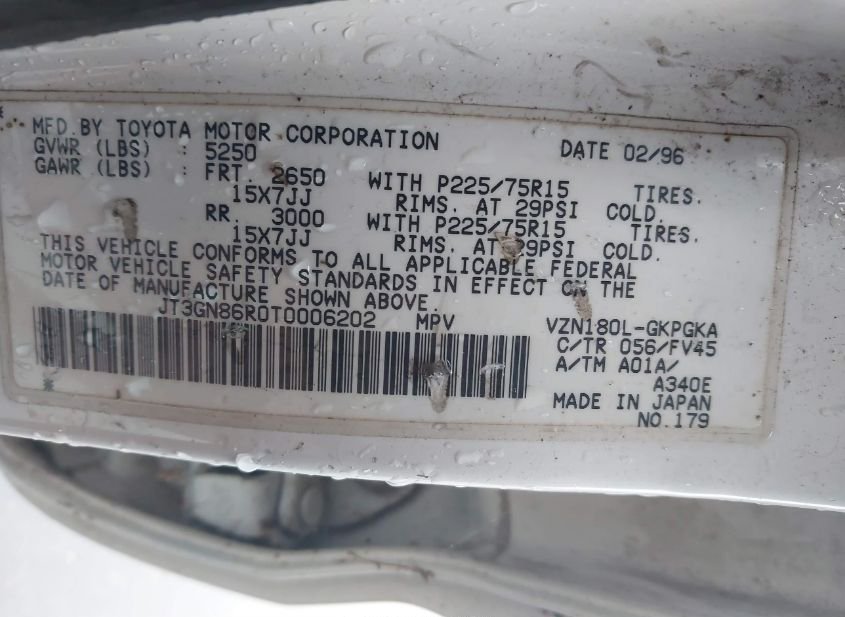 MFD.BY TOYOTA MOTOR CORPORATION DATE 02/96
GVWR (LBS) : 5250
GAWR (LBS) : FRT. 2650 WITH P225/75R15 TIRES.
15X7JJ RIMS. AT 29PSI COLD.
RR. 3000 WITH P225/75R15 TIRES.
15X7JJ RIMS. AT 29PSI COLD.
THIS VEHICLE CONFORMS TO ALL APPLICABLE FEDERAL
MOTOR VEHICLE SAFETY STANDARDS IN EFFECT ON THE
DATE OF MANUFACTURE SHOWN ABOVE.
JT3GN86R0T0006202 MPV VZN180L-GKPGKA
C/TR 056/FV45
A/TM A01A/
A340E
MADE IN JAPAN
NO.179